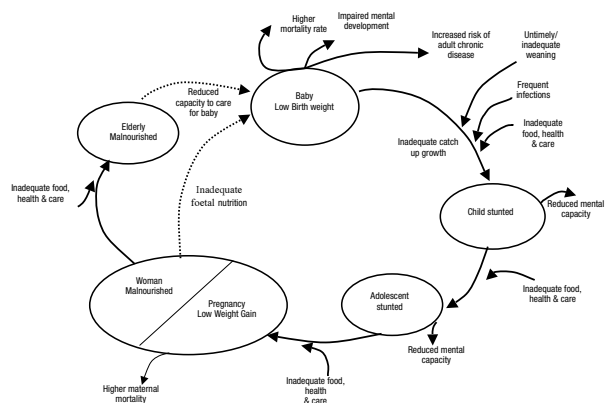 Higher
mortality rate
Impaired mental
development
Increased risk of
adult chronic
disease
Untimely/
inadequate
weaning
Frequent
infections
Inadequate
food, health
& care
Baby
Low Birth weight
Reduced
capacity to care
for baby
Elderly
Malnourished
Inadequate catch
up growth
Inadequate food,
health & care
Inadequate
foetal nutrition
Child stunted
Reduced mental
capacity
Woman
Malnourished
Pregnancy
Low Weight Gain
Adolescent
stunted
Inadequate food,
health & care
Reduced mental
capacity
Higher maternal
mortality
Inadequate food,
health
& care